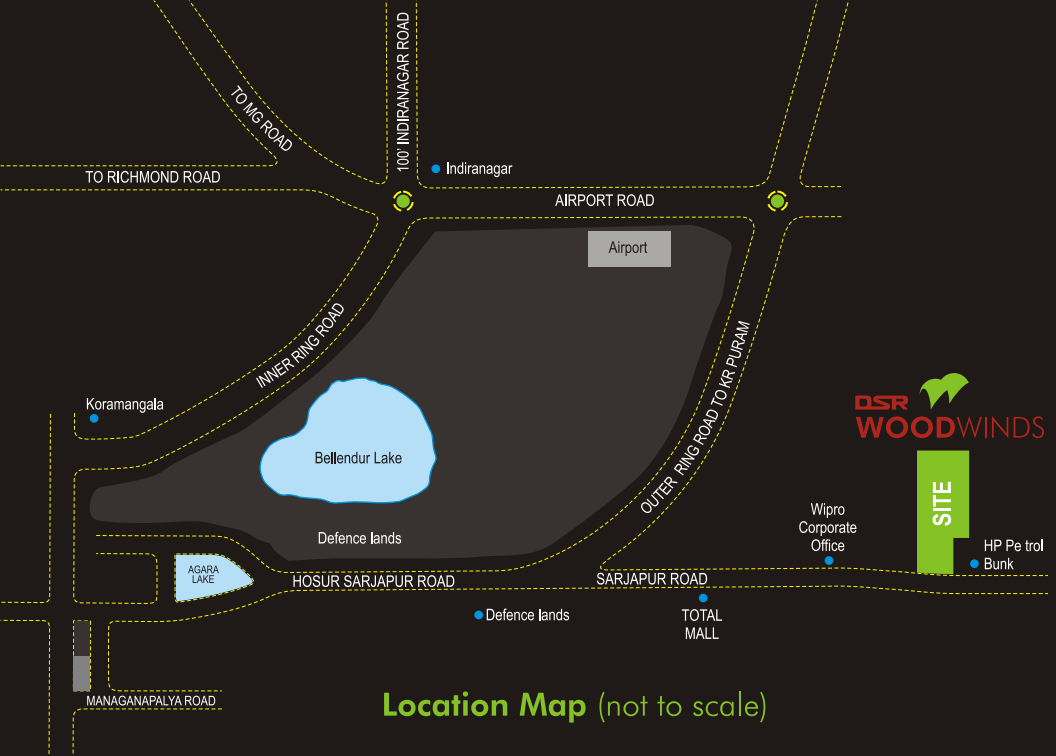 100' INDIRANAGAR ROAD
TO MG ROAD
Indiranagar
TO RICHMOND ROAD
AIRPORT ROAD
Airport
INNER RING ROAD
OUTER RING ROAD TO KR PURAM
Koramangala
DSR
WOODWINDS
Bellendur Lake
SITE
Wipro
Corporate
Office
Defence lands
HP Pe trol
Bunk
AGARA
LAKE
HOSUR SARJAPUR ROAD
SARJAPUR ROAD
Defence lands
TOTAL
MALL
MANAGANAPALYA ROAD
Location Map (not to scale)